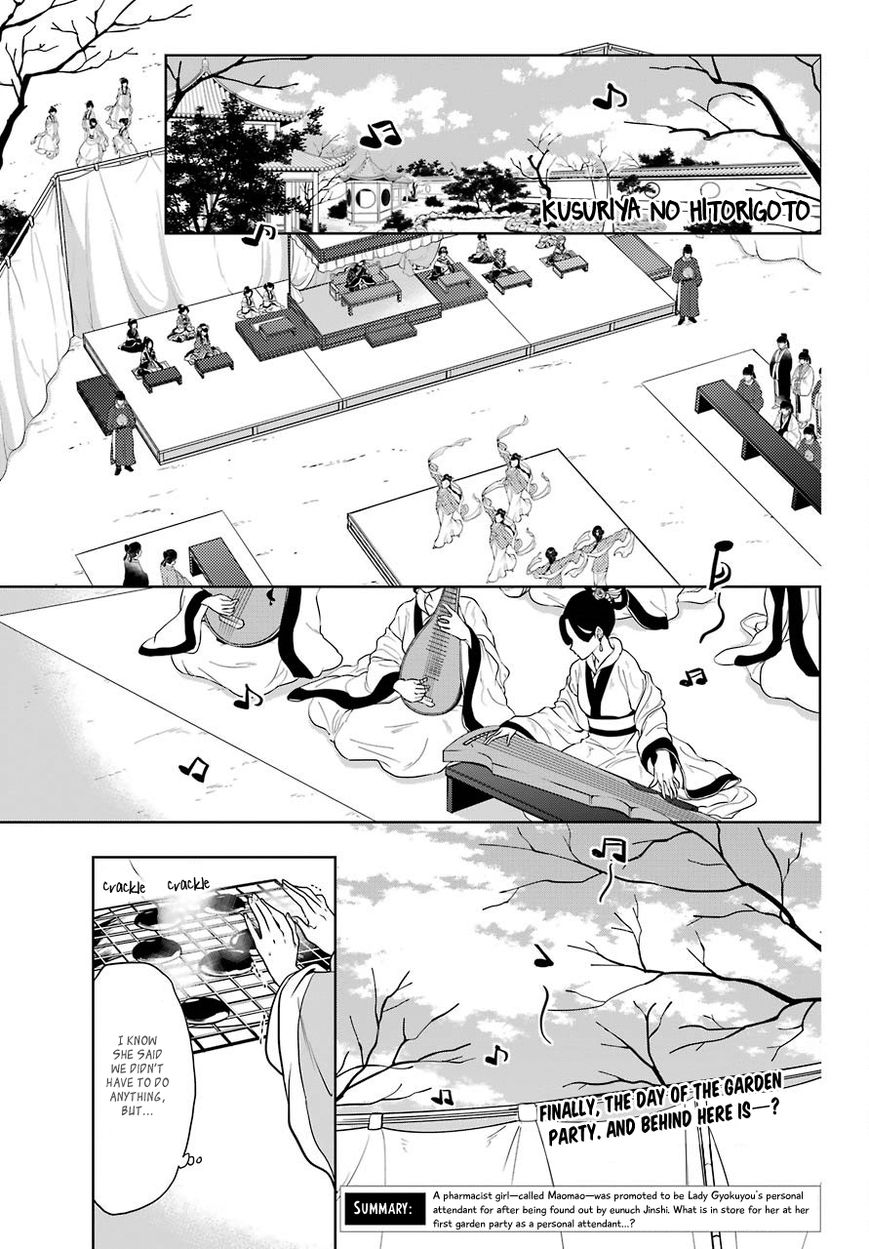 KUSURIYA NO HITORIGOTO
crackle crackle
I KNOW
SHE SAID
WE DIDN'T
HAVE TO DO
ANYTHING,
BUT...
FINALLY, THE DAY OF THE GARDEN
PARTY. AND BEHIND HERE IS—?
SUMMARY:
A pharmacist girl—called Maomao—was promoted to be Lady Gyokuyou's personal
attendant for after being found out by eunuch Jinshi. What is in store for her at her
first garden party as a personal attendant...?